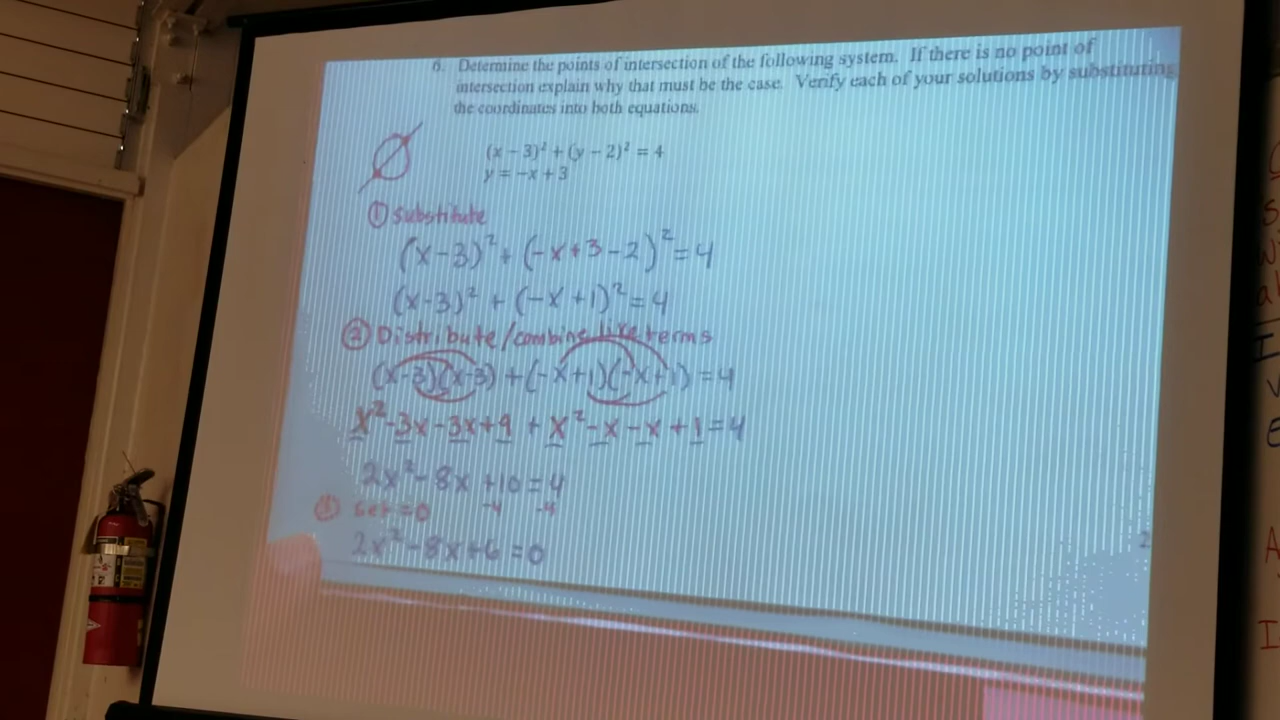 6. Determine the points of intersection of the following system. If there is no point of
intersection explain why that must be the case. Verify each of your solutions by substituting
the coordinates into both equations.
(x – 3)² + (y – 2)² = 4
y = –x + 3
① Substitute
(x-3)² + (-x+3-2)² = 4
(x-3)² + (-x+1)² = 4
② Distribute/combine like terms
(x-3)(x-3) + (-x+1)(-x+1) = 4
x²-3x-3x+9 + x²-x-x+1 = 4
2x²-8x+10 = 4
-4 -4
③ Set = 0
2x²-8x+6 = 0
2